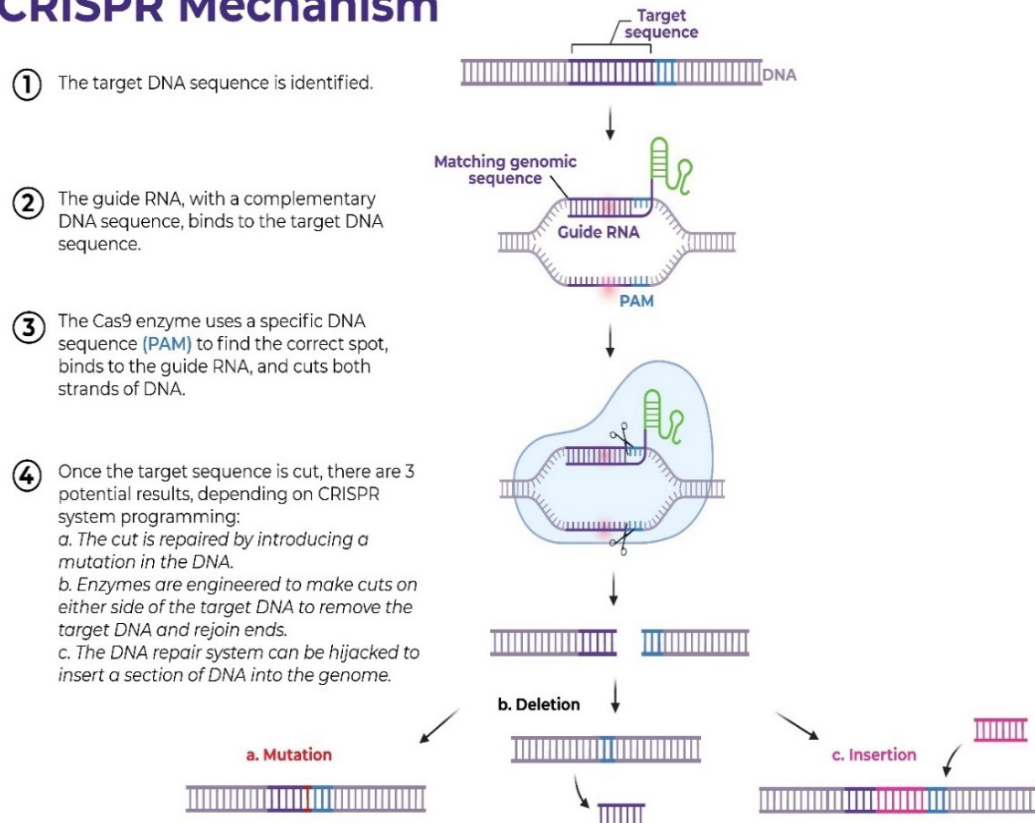 CRISPR Mechanism
1 The target DNA sequence is identified.
2 The guide RNA, with a complementary
DNA sequence, binds to the target DNA
sequence.
3 The Cas9 enzyme uses a specific DNA
sequence (PAM) to find the correct spot,
binds to the guide RNA, and cuts both
strands of DNA.
4 Once the target sequence is cut, there are 3
potential results, depending on CRISPR
system programming:
a. The cut is repaired by introducing a
mutation in the DNA.
b. Enzymes are engineered to make cuts on
either side of the target DNA to remove the
target DNA and rejoin ends.
c. The DNA repair system can be hijacked to
insert a section of DNA into the genome.
Target
sequence
DNA
Matching genomic
sequence
Guide RNA
PAM
b. Deletion
a. Mutation
c. Insertion